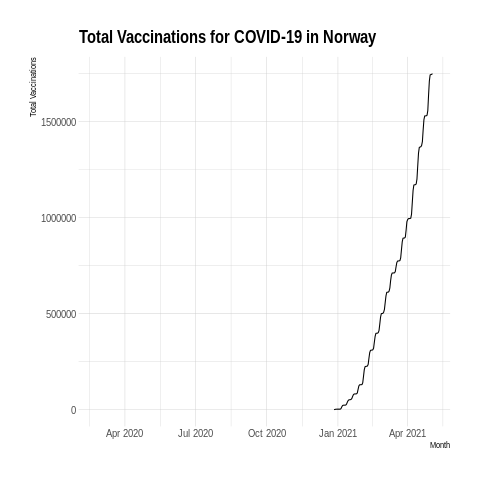 Total Vaccinations for COVID-19 in Norway
Total Vaccinations
1500000
1000000
500000
0
Apr 2020 Jul 2020 Oct 2020 Jan 2021 Apr 2021
Month